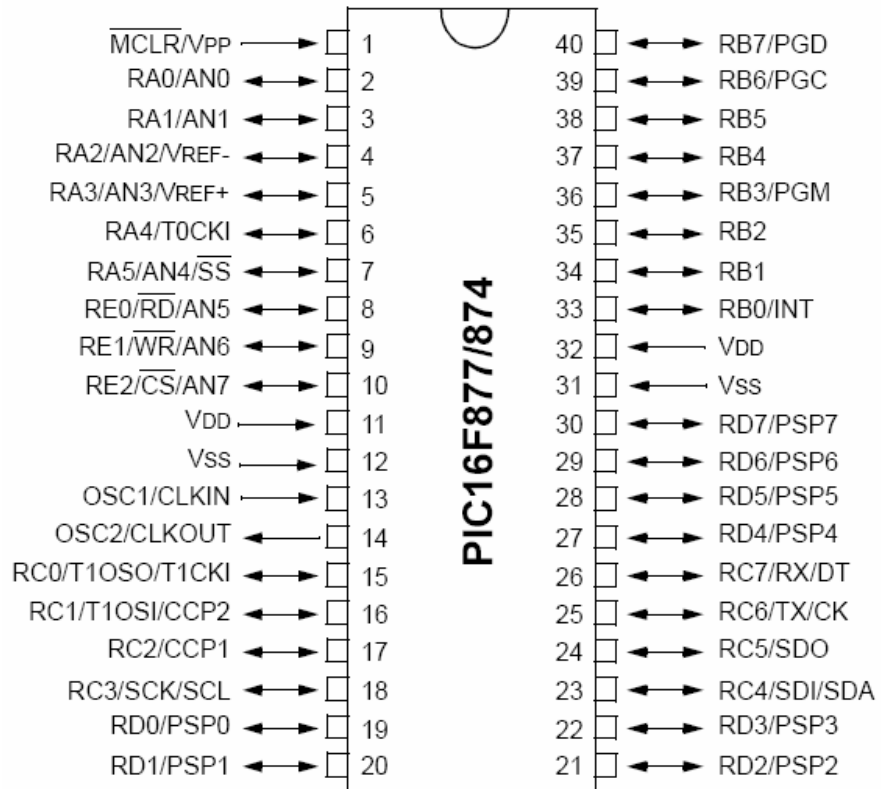 MCLR/VPP 1 40 RB7/PGD
RA0/AN0 2 39 RB6/PGC
RA1/AN1 3 38 RB5
RA2/AN2/VREF- 4 37 RB4
RA3/AN3/VREF+ 5 36 RB3/PGM
RA4/T0CKI 6 35 RB2
RA5/AN4/SS 7 34 RB1
RE0/RD/AN5 8 33 RB0/INT
RE1/WR/AN6 9 32 VDD
RE2/CS/AN7 10 31 VSS
VDD 11 30 RD7/PSP7
VSS 12 29 RD6/PSP6
OSC1/CLKIN 13 28 RD5/PSP5
OSC2/CLKOUT 14 27 RD4/PSP4
RC0/T1OSO/T1CKI 15 26 RC7/RX/DT
RC1/T1OSI/CCP2 16 25 RC6/TX/CK
RC2/CCP1 17 24 RC5/SDO
RC3/SCK/SCL 18 23 RC4/SDI/SDA
RD0/PSP0 19 22 RD3/PSP3
RD1/PSP1 20 21 RD2/PSP2
PIC16F877/874